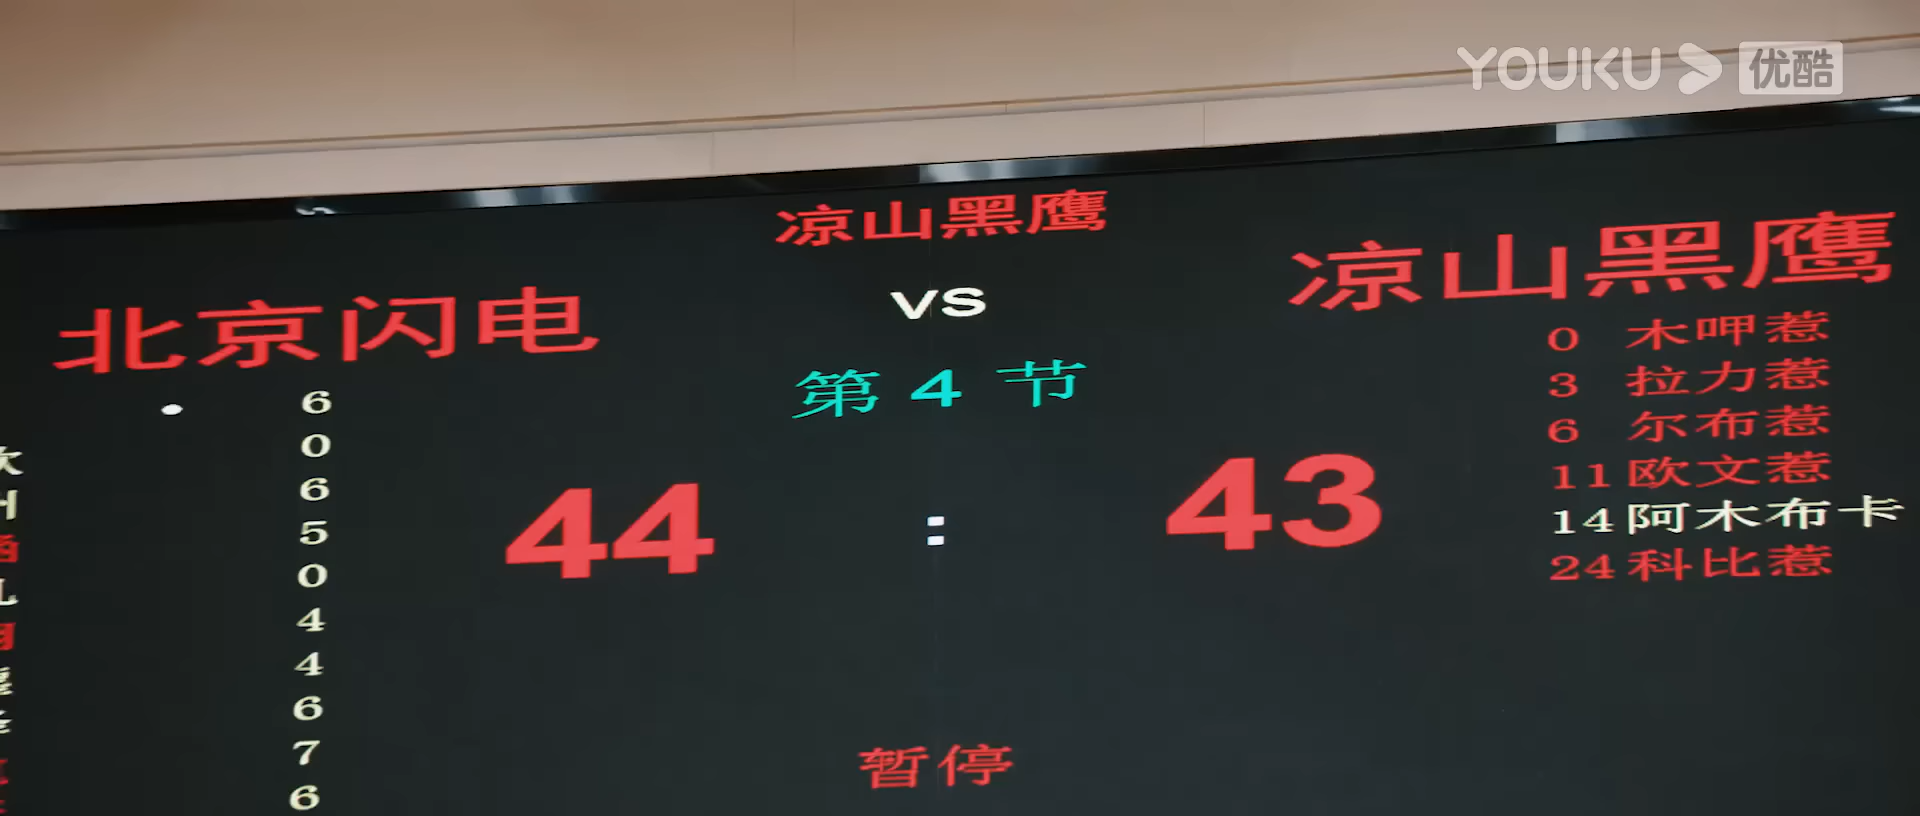 YOUKU 优酷
凉山黑鹰
北京闪电
VS
凉山黑鹰
第 4 节
44 : 43
6
0
6
5
0
4
4
6
7
6
0 木呷惹
3 拉力惹
6 尔布惹
11 欧文惹
14 阿木布卡
24 科比惹
暂停